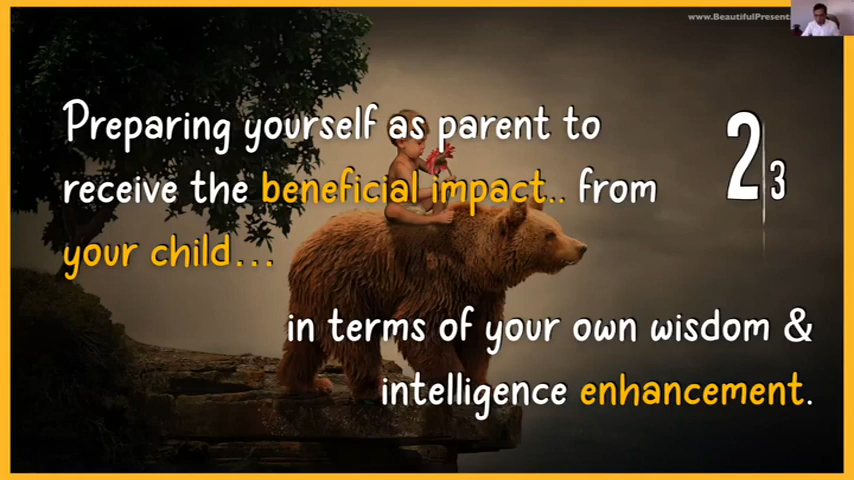 www.BeautifulPresent
Preparing yourself as parent to
receive the beneficial impact.. from
your child...
2|3
in terms of your own wisdom &
intelligence enhancement.